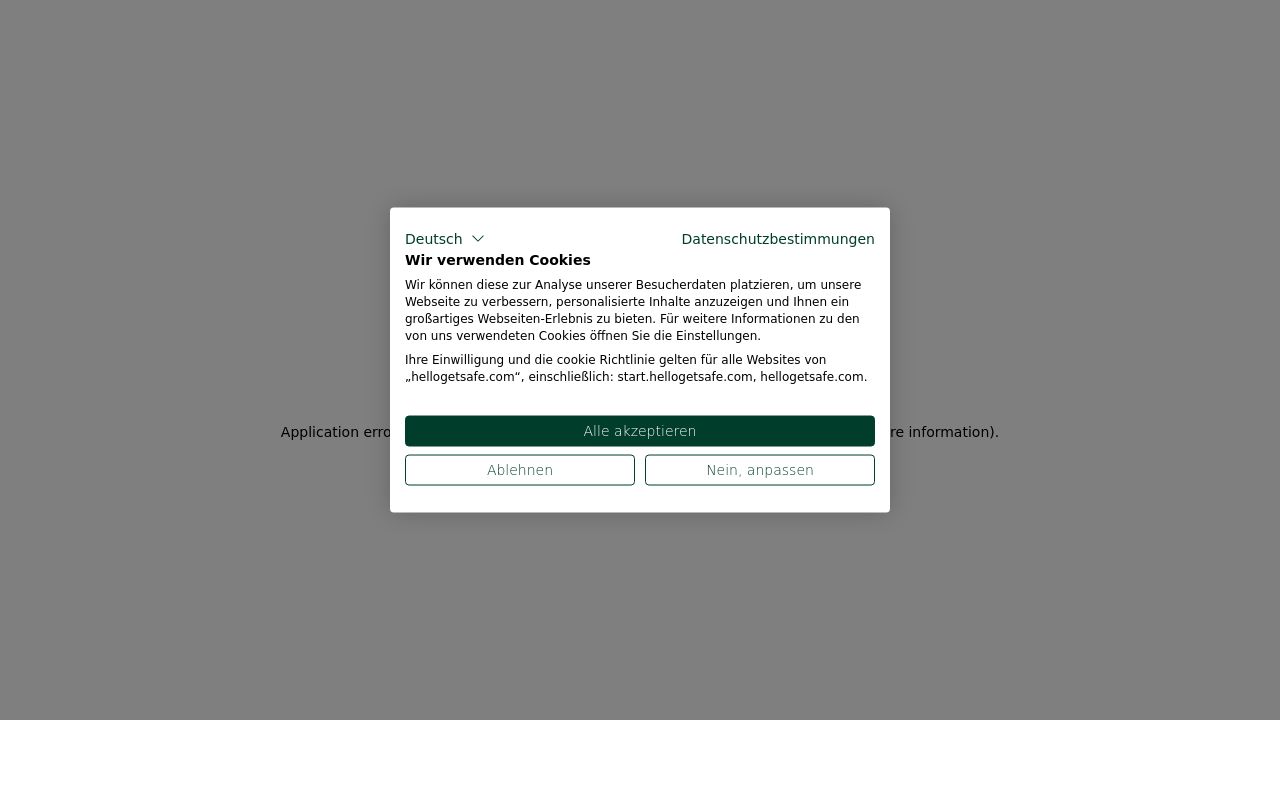 Deutsch
Datenschutzbestimmungen
Wir verwenden Cookies
Wir können diese zur Analyse unserer Besucherdaten platzieren, um unsere
Webseite zu verbessern, personalisierte Inhalte anzuzeigen und Ihnen ein
großartiges Webseiten-Erlebnis zu bieten. Für weitere Informationen zu den
von uns verwendeten Cookies öffnen Sie die Einstellungen.
Ihre Einwilligung und die cookie Richtlinie gelten für alle Websites von
„hellogetsafe.com“, einschließlich: start.hellogetsafe.com, hellogetsafe.com.
Application
information).
Alle akzeptieren
Ablehnen
Nein, anpassen